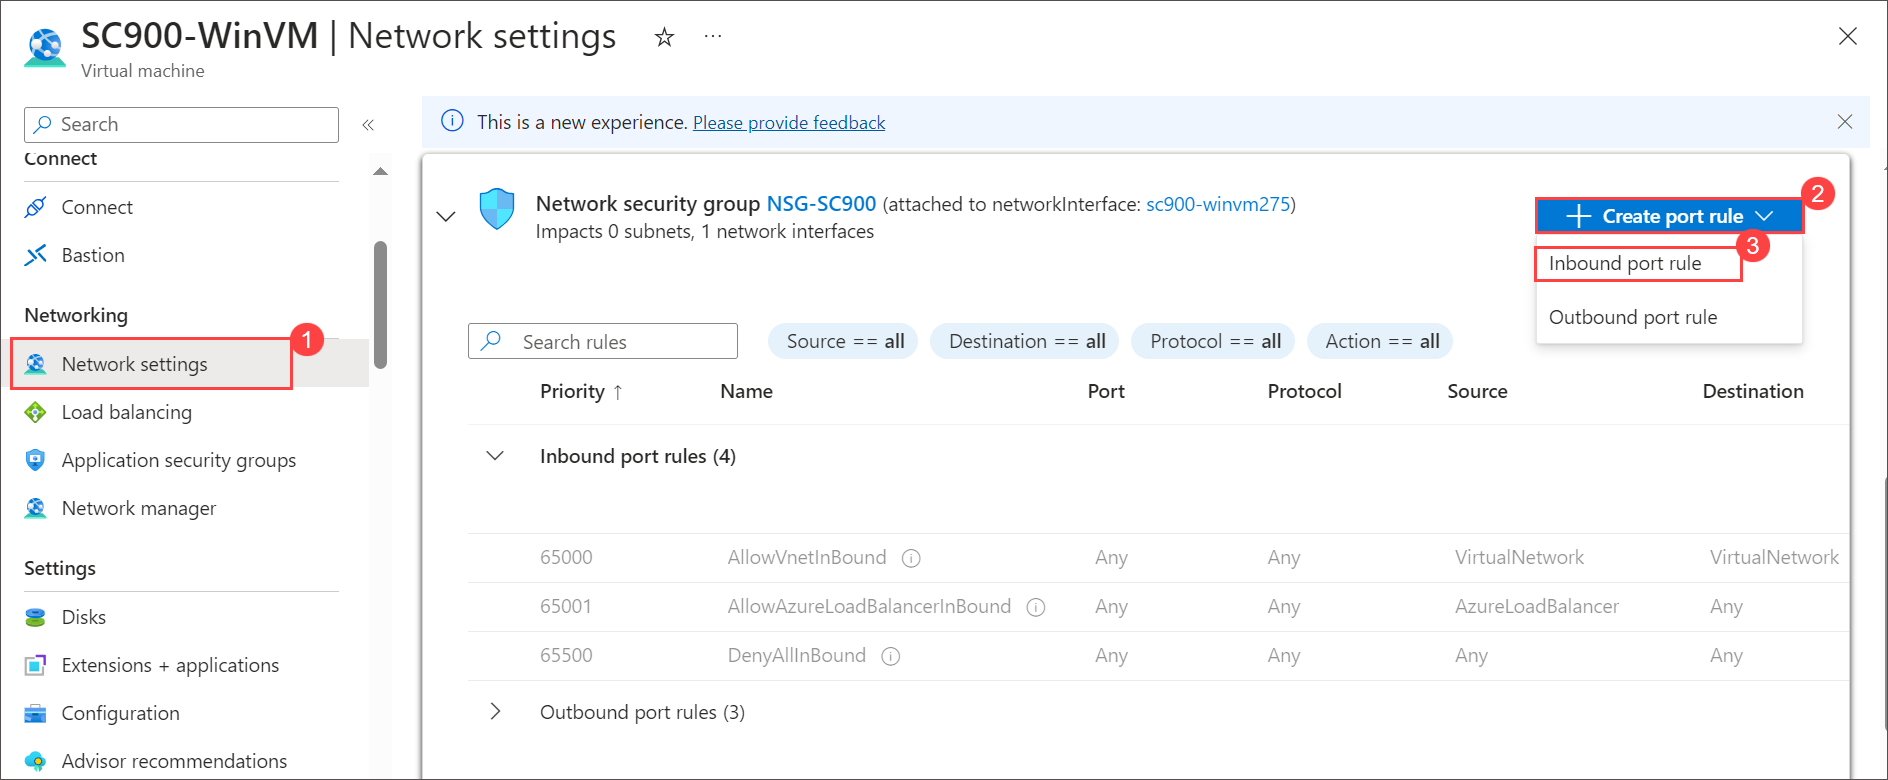 SC900-WinVM | Network settings ☆ ···
Virtual machine
Search
«
Connect
Connect
Bastion
Networking
1
Network settings
Load balancing
Application security groups
Network manager
Settings
Disks
Extensions + applications
Configuration
Advisor recommendations
This is a new experience. Please provide feedback
Network security group NSG-SC900 (attached to networkInterface: sc900-winvm275)
Impacts 0 subnets, 1 network interfaces
2
+ Create port rule
3
Inbound port rule
Outbound port rule
Search rules
Source == all Destination == all Protocol == all Action == all
Priority ↑ Name Port Protocol Source Destination
Inbound port rules (4)
65000 AllowVnetInBound Any Any VirtualNetwork VirtualNetwork
65001 AllowAzureLoadBalancerInBound Any Any AzureLoadBalancer Any
65500 DenyAllInBound Any Any Any Any
Outbound port rules (3)